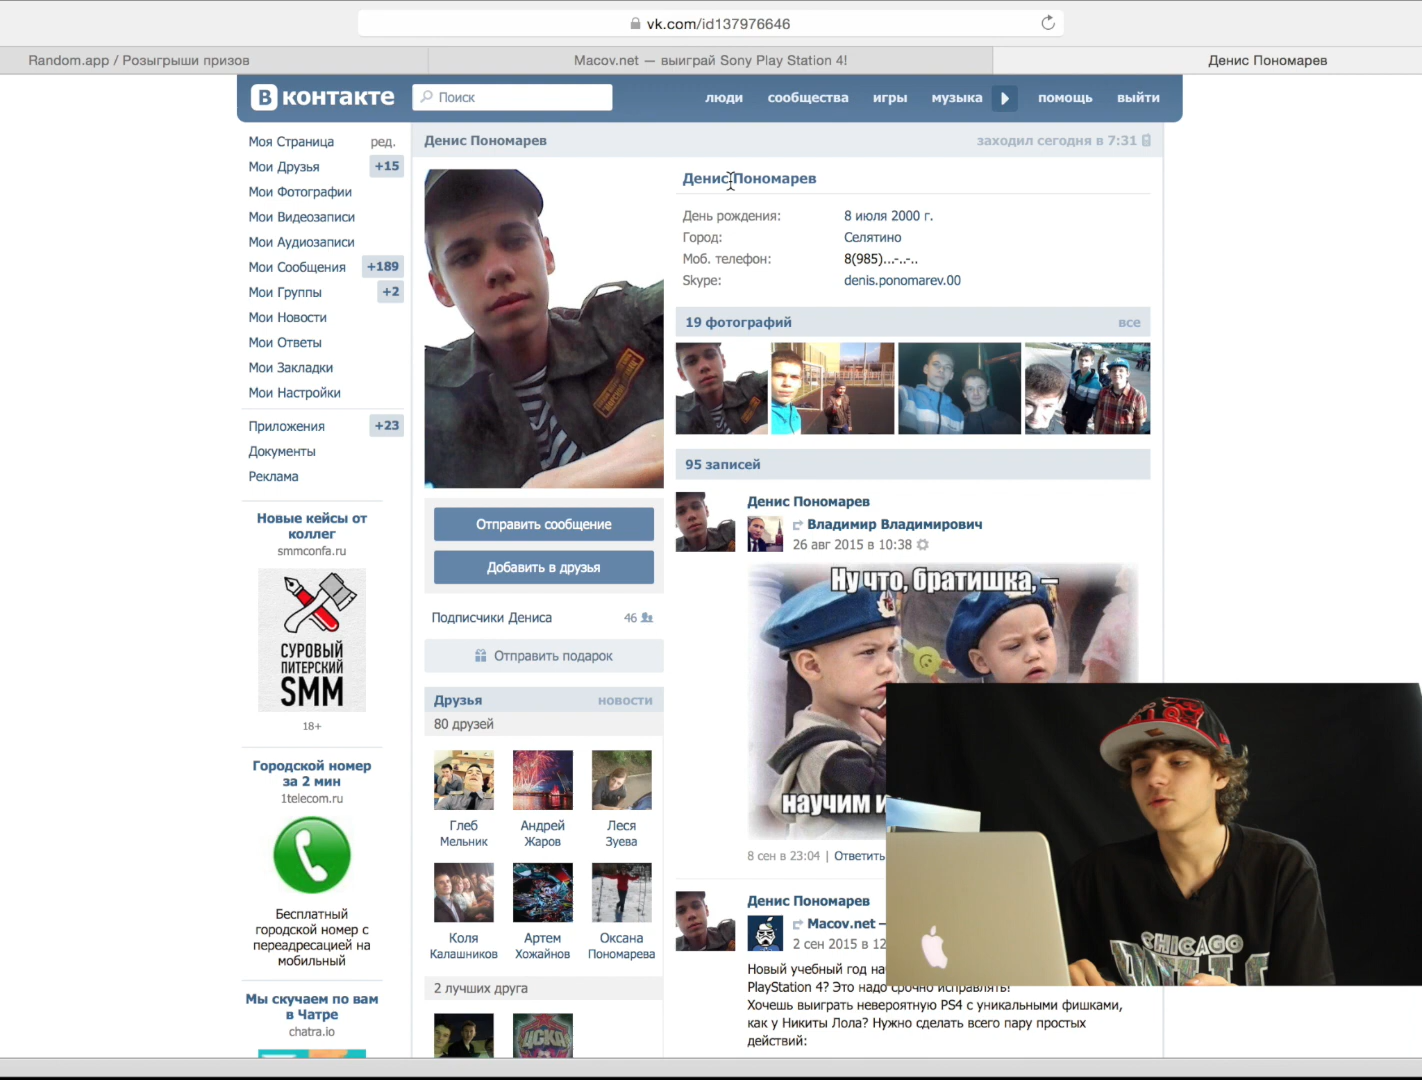 vk.com/id137976646
Random.app / Розыгрыши призов
Macov.net — выиграй Sony Play Station 4!
Денис Пономарев
В контакте
Поиск
люди
сообщества
игры
музыка
помощь
выйти
Моя Страница
ред.
Мои Друзья
+15
Мои Фотографии
Мои Видеозаписи
Мои Аудиозаписи
Мои Сообщения
+189
Мои Группы
+2
Мои Новости
Мои Ответы
Мои Закладки
Мои Настройки
Приложения
+23
Документы
Реклама
Новые кейсы от
коллег
smmconfa.ru
СУРОВЫЙ
ПИТЕРСКИЙ
SMM
18+
Городской номер
за 2 мин
1telecom.ru
Бесплатный
городской номер с
переадресацией на
мобильный
Мы скучаем по вам
в Чатре
chatra.io
Денис Пономарев
заходил сегодня в 7:31
Отправить сообщение
Добавить в друзья
Подписчики Дениса
46
Отправить подарок
Друзья
новости
80 друзей
Глеб
Мельник
Андрей
Жаров
Леся
Зуева
Коля
Калашников
Артем
Хожайнов
Оксана
Пономарева
2 лучших друга
ЦСКА
Денис Пономарев
День рождения:
8 июля 2000 г.
Город:
Селятино
Моб. телефон:
8(985)...-..-..
Skype:
denis.ponomarev.00
19 фотографий
все
95 записей
Денис Пономарев
Владимир Владимирович
26 авг 2015 в 10:38
Ну что, братишка, –
научим и
8 сен в 23:04 | Ответить
Денис Пономарев
Macov.net –
2 сен 2015 в 12
Новый учебный год на
PlayStation 4? Это надо срочно исправлять!
Хочешь выиграть невероятную PS4 с уникальными фишками,
как у Никиты Лола? Нужно сделать всего пару простых
действий:
CHICAGO